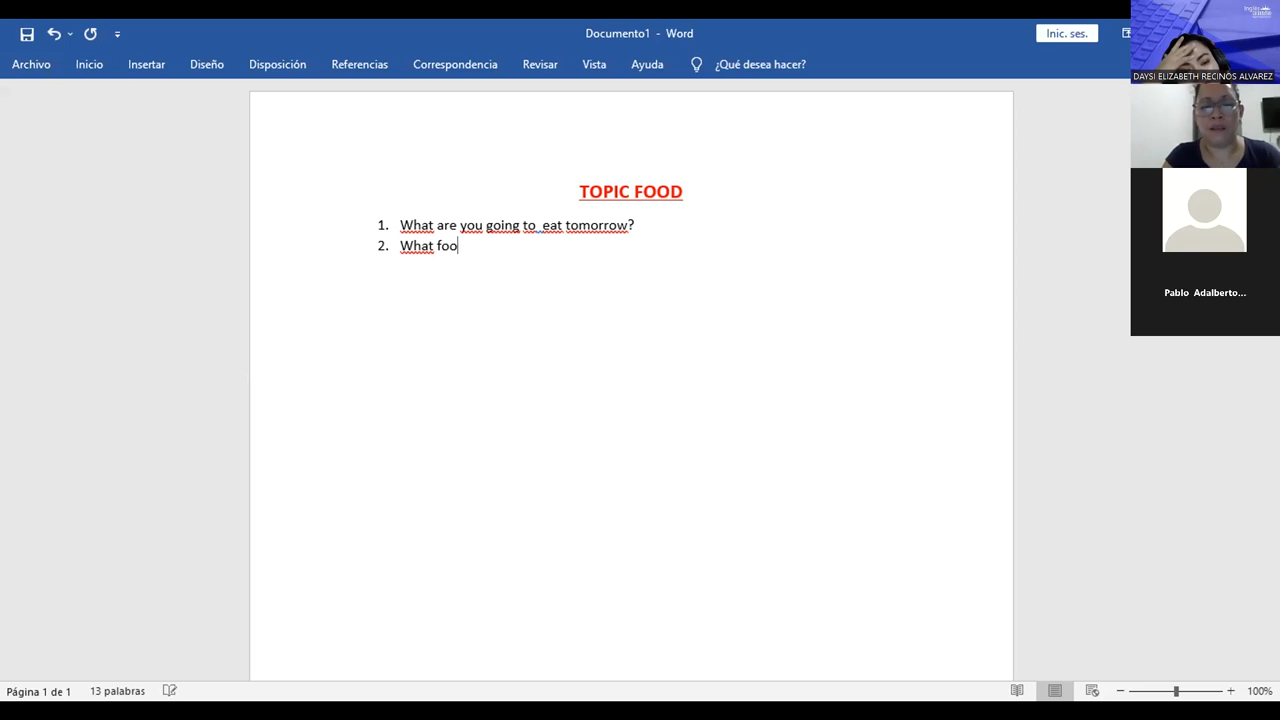 Documento1 - Word
Inic. ses.
Archivo Inicio Insertar Diseño Disposición Referencias Correspondencia Revisar Vista Ayuda ¿Qué desea hacer?
DAYSI ELIZABETH RECINOS ALVAREZ
TOPIC FOOD
1. What are you going to  eat tomorrow?
2. What foo
Pablo Adalberto...
Página 1 de 1 13 palabras 100%